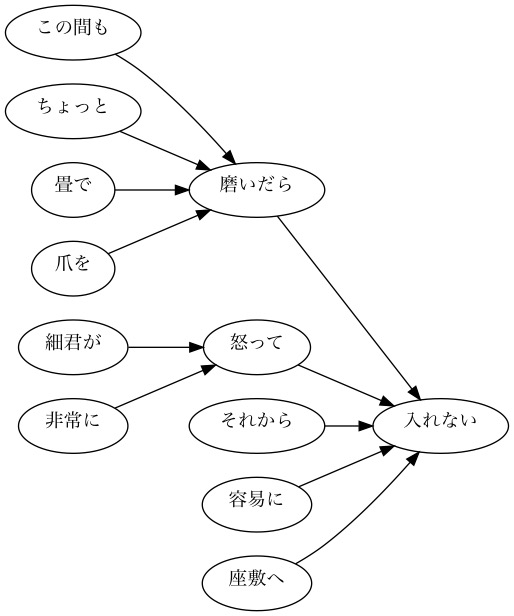 この間も
ちょっと
畳で
磨いだら
爪を
細君が
怒って
非常に
それから
入れない
容易に
座敷へ